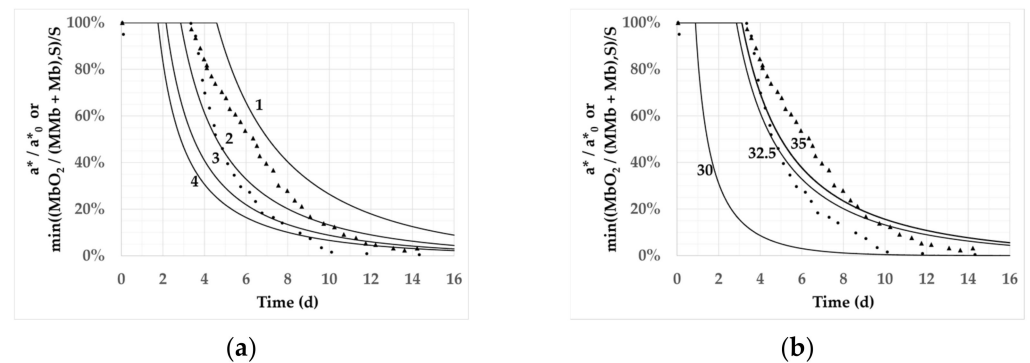 100%
80%
60%
40%
20%
0%
a* / a*₀ or
min((MbO₂ / (MMb + Mb),S)/S
1
2
3
4
0 2 4 6 8 10 12 14 16
Time (d)
(a)
100%
80%
60%
40%
20%
0%
a* / a*₀ or
min((MbO₂ / (MMb + Mb),S)/S
35
32.5
30
0 2 4 6 8 10 12 14 16
Time (d)
(b)